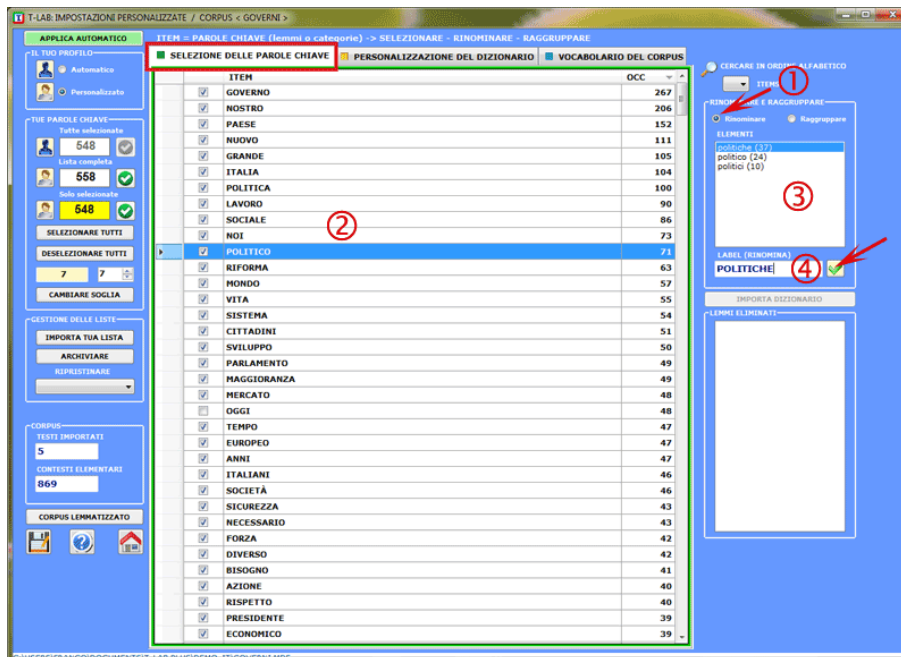 T-LAB: IMPOSTAZIONI PERSONALIZZATE / CORPUS < GOVERNI >
APPLICA AUTOMATICO
ITEM = PAROLE CHIAVE (lemmi o categorie) -> SELEZIONARE - RINOMINARE - RAGGRUPPARE
IL TUO PROFILO
Automatico
Personalizzato
TUE PAROLE CHIAVE
Tutte selezionate
548
Lista completa
558
Solo selezionate
548
SELEZIONARE TUTTI
DESELEZIONARE TUTTI
7 7
CAMBIARE SOGLIA
GESTIONE DELLE LISTE
IMPORTA TUA LISTA
ARCHIVIARE
RIPRISTINARE
CORPUS
TESTI IMPORTATI
5
CONTESTI ELEMENTARI
869
CORPUS LEMMATIZZATO
SELEZIONE DELLE PAROLE CHIAVE
PERSONALIZZAZIONE DEL DIZIONARIO
VOCABOLARIO DEL CORPUS
ITEM OCC
GOVERNO 267
NOSTRO 206
PAESE 152
NUOVO 111
GRANDE 105
ITALIA 104
POLITICA 100
LAVORO 90
SOCIALE 86
NOI 73
POLITICO 71
RIFORMA 63
MONDO 57
VITA 55
SISTEMA 54
CITTADINI 51
SVILUPPO 50
PARLAMENTO 49
MAGGIORANZA 49
MERCATO 48
OGGI 48
TEMPO 47
EUROPEO 47
ANNI 47
ITALIANI 46
SOCIETÀ 46
SICUREZZA 43
NECESSARIO 43
FORZA 42
DIVERSO 42
BISOGNO 41
AZIONE 40
RISPETTO 40
PRESIDENTE 39
ECONOMICO 39
2
CERCARE IN ORDINE ALFABETICO
ITEMS
1
RINOMINARE E RAGGRUPPARE
Rinominare Raggruppare
ELEMENTI
politiche (37)
politico (24)
politici (10)
3
LABEL (RINOMINA)
POLITICHE 4
IMPORTA DIZIONARIO
LEMMI ELIMINATI